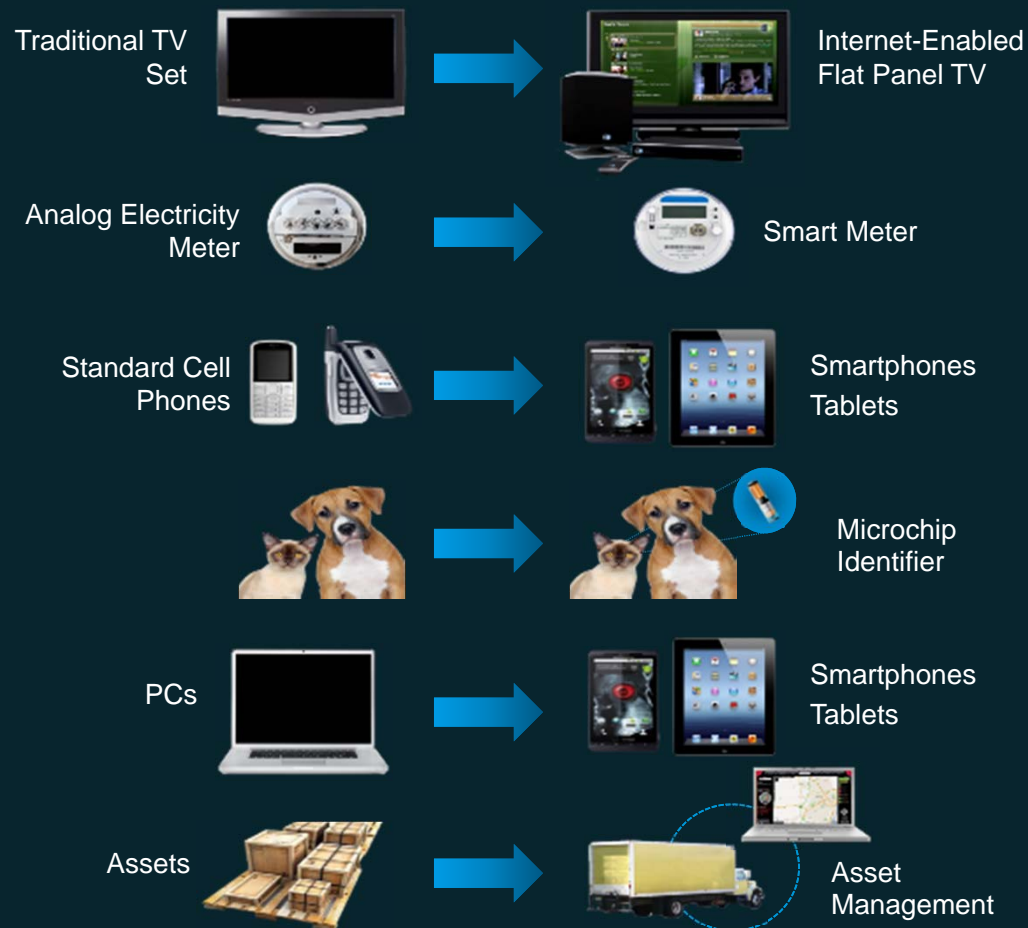 Traditional TV
Set
Internet-Enabled
Flat Panel TV
Analog Electricity
Meter
Smart Meter
Standard Cell
Phones
Smartphones
Tablets
Microchip
Identifier
PCs
Smartphones
Tablets
Assets
Asset
Management